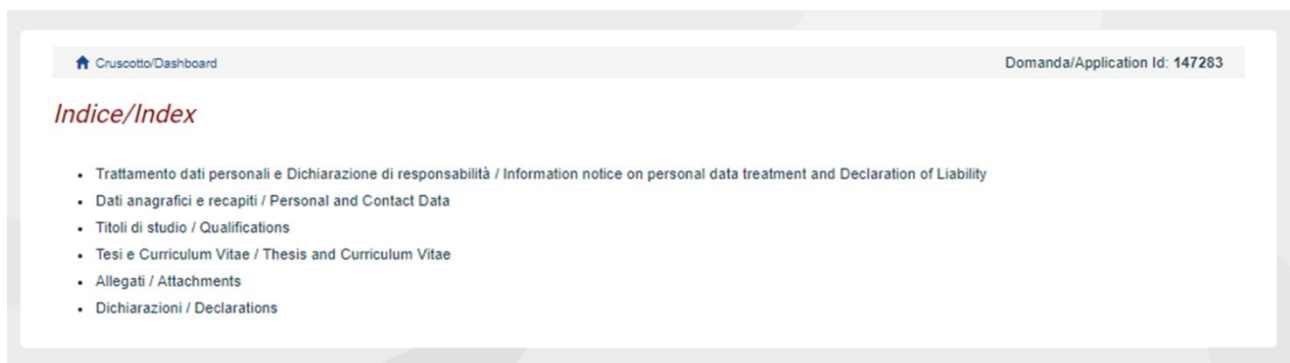 Cruscotto/Dashboard Domanda/Application Id: 147283
Indice/Index
Trattamento dati personali e Dichiarazione di responsabilità / Information notice on personal data treatment and Declaration of Liability
Dati anagrafici e recapiti / Personal and Contact Data
Titoli di studio / Qualifications
Tesi e Curriculum Vitae / Thesis and Curriculum Vitae
Allegati / Attachments
Dichiarazioni / Declarations